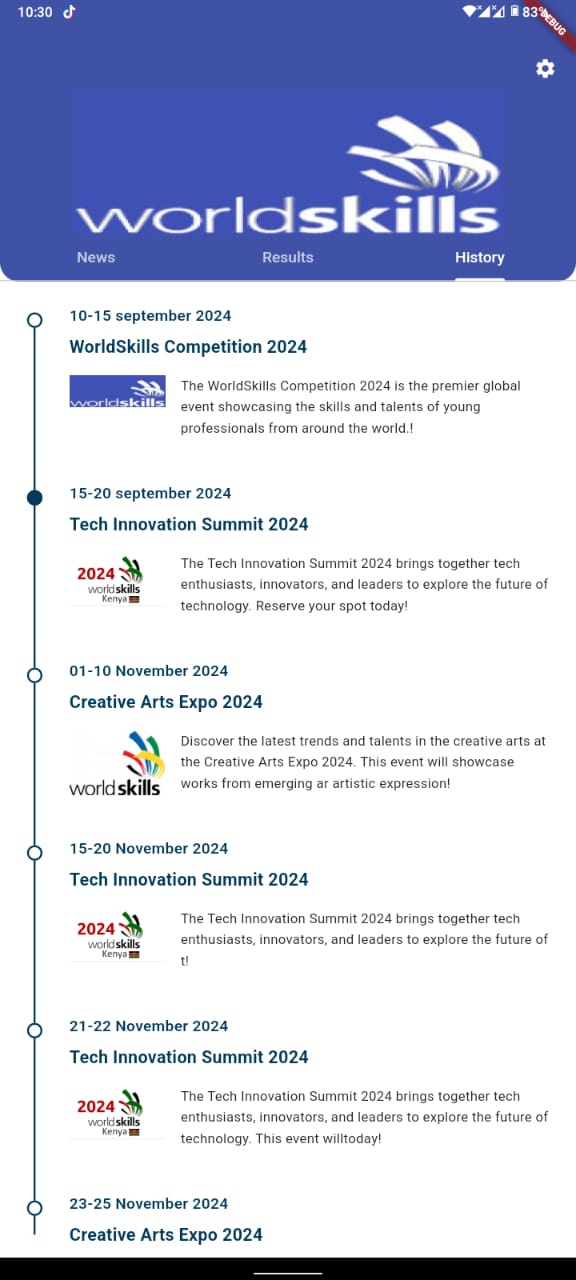 10:30
83%
DEBUG
worldskills
News Results History
10-15 september 2024
WorldSkills Competition 2024
worldskills
The WorldSkills Competition 2024 is the premier global
event showcasing the skills and talents of young
professionals from around the world.!
15-20 september 2024
Tech Innovation Summit 2024
2024
worldskills
Kenya
The Tech Innovation Summit 2024 brings together tech
enthusiasts, innovators, and leaders to explore the future of
technology. Reserve your spot today!
01-10 November 2024
Creative Arts Expo 2024
worldskills
Discover the latest trends and talents in the creative arts at
the Creative Arts Expo 2024. This event will showcase
works from emerging ar artistic expression!
15-20 November 2024
Tech Innovation Summit 2024
2024
worldskills
Kenya
The Tech Innovation Summit 2024 brings together tech
enthusiasts, innovators, and leaders to explore the future of
t!
21-22 November 2024
Tech Innovation Summit 2024
2024
worldskills
Kenya
The Tech Innovation Summit 2024 brings together tech
enthusiasts, innovators, and leaders to explore the future of
technology. This event willtoday!
23-25 November 2024
Creative Arts Expo 2024